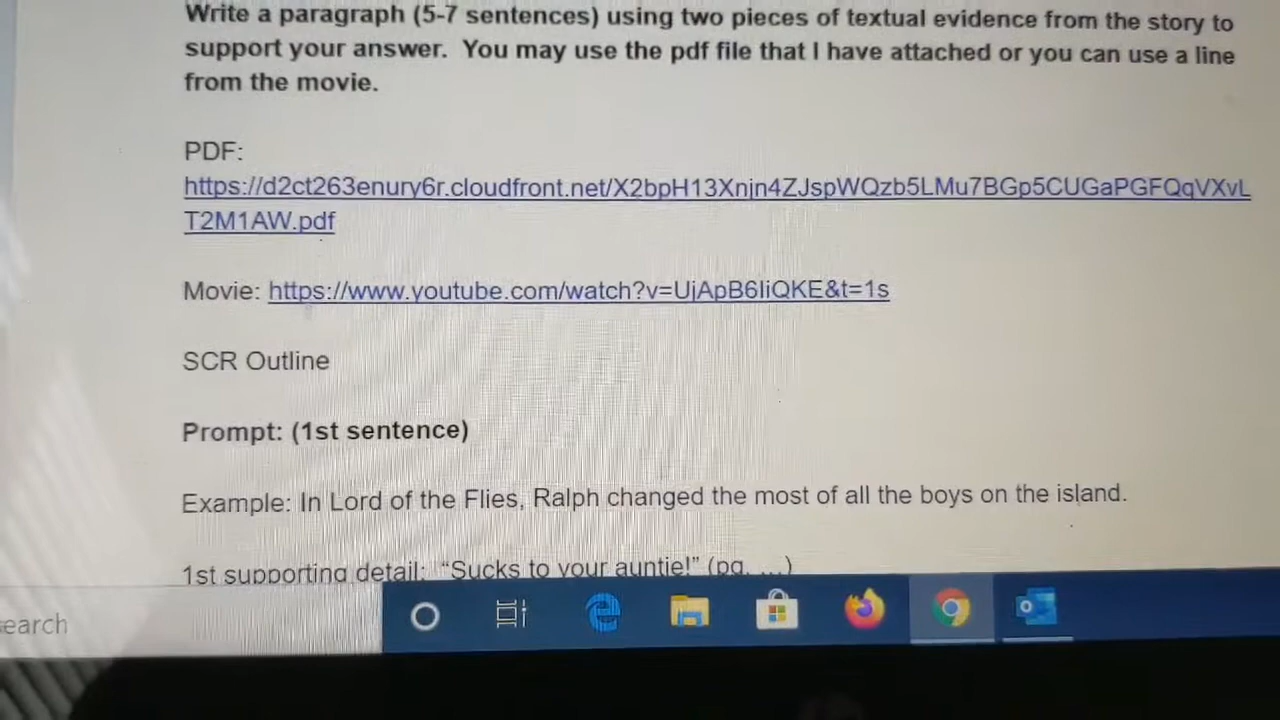 Write a paragraph (5-7 sentences) using two pieces of textual evidence from the story to
support your answer.  You may use the pdf file that I have attached or you can use a line
from the movie.
PDF:
https://d2ct263enury6r.cloudfront.net/X2bpH13Xnjn4ZJspWQzb5LMu7BGp5CUGaPGFQqVXvL
T2M1AW.pdf
Movie: https://www.youtube.com/watch?v=UjApB6IiQKE&t=1s
SCR Outline
Prompt: (1st sentence)
Example: In Lord of the Flies, Ralph changed the most of all the boys on the island.
1st supporting detail:  “Sucks to your auntie!” (pg. ...)
earch